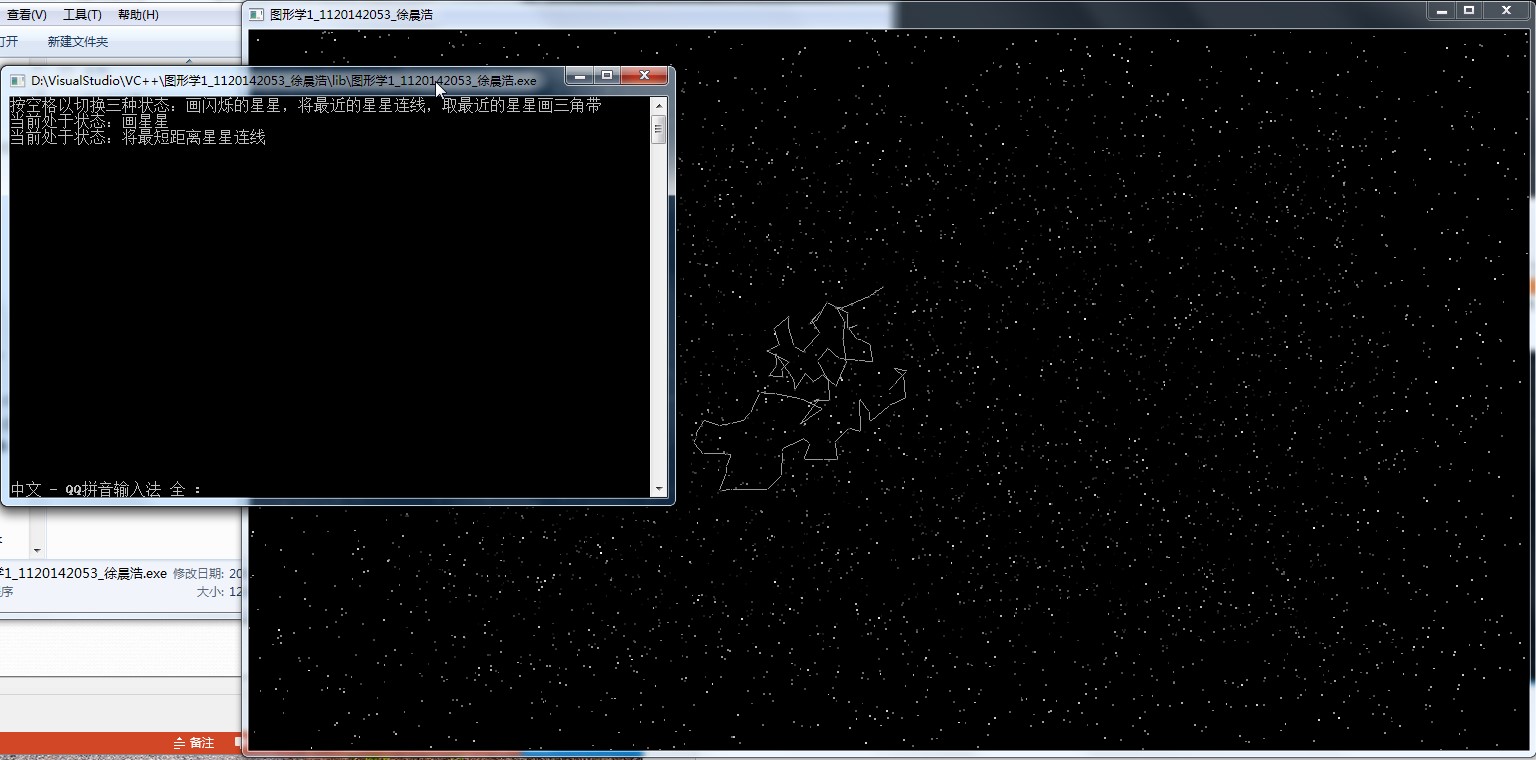 查看(V) 工具(T) 帮助(H)
打开 新建文件夹
图形学1_1120142053_徐晨浩
D:\VisualStudio\VC++\图形学1_1120142053_徐晨浩\lib\图形学1_1120142053_徐晨浩.exe
按空格以切换三种状态：画闪烁的星星，将最近的星星连线，取最近的星星画三角带
当前处于状态：画星星
当前处于状态：将最短距离星星连线
中文 - QQ拼音输入法 全 :
学1_1120142053_徐晨浩.exe 修改日期: 20
序 大小: 12
备注